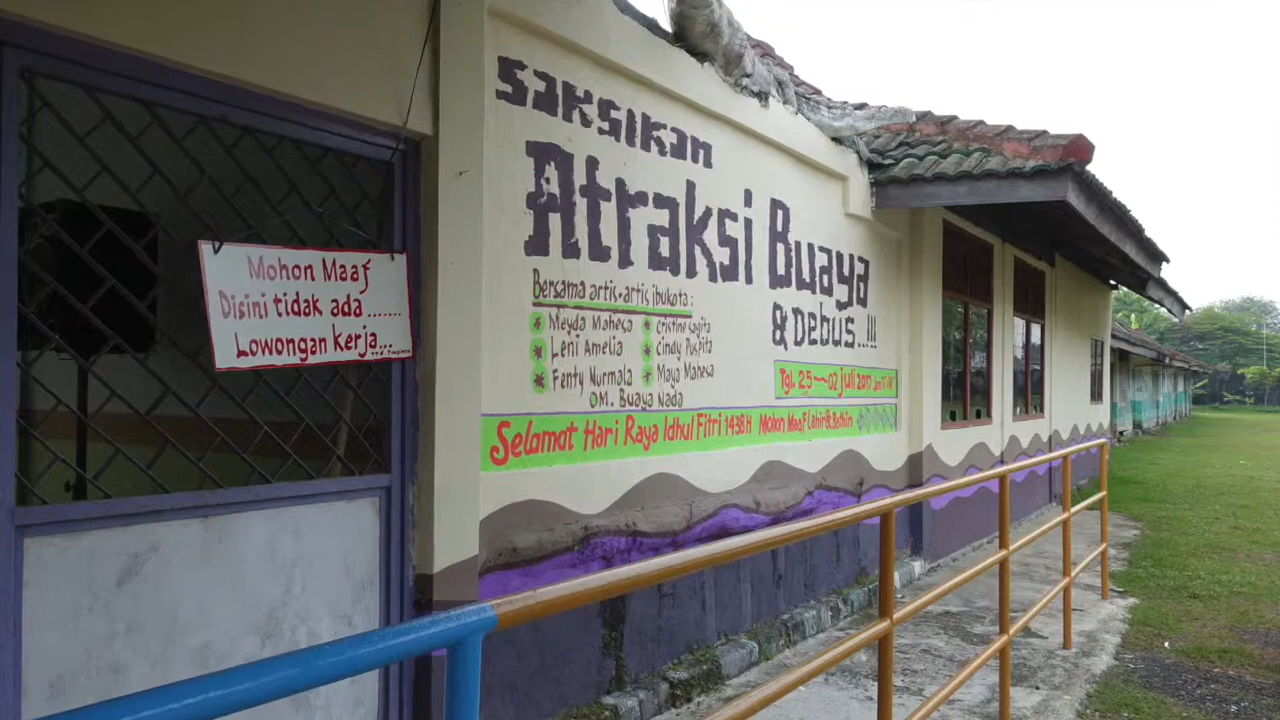 Mohon Maaf
Disini tidak ada......
Lowongan kerja...
saksikan
Atraksi Buaya
& DEBUS..!!!
Bersama artis-artis ibukota:
Meyda Mahesa
Leni Amelia
Fenty Nurmala
Cristine sagita
Cindy Puspita
Maya Mahesa
OM. Buaya Nada
Tgl. 25~02 juli 2017
Selamat Hari Raya Idhul Fitri 1438 H Mohon Maaf Lahir & Bathin